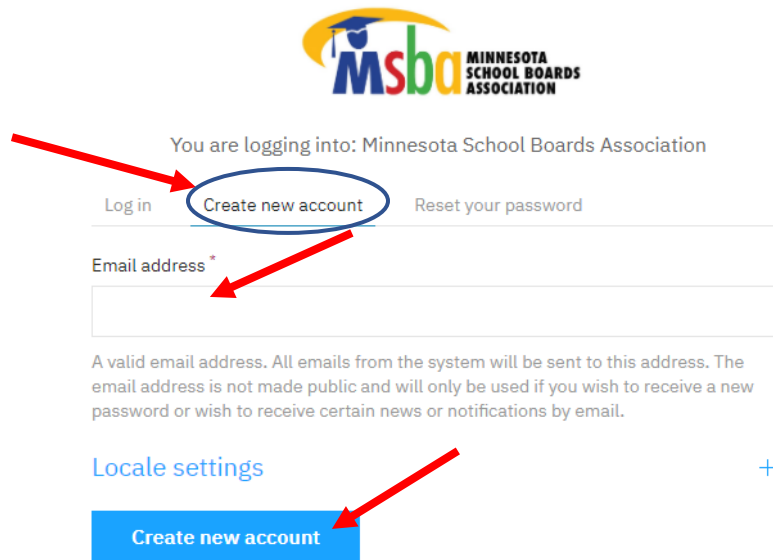 msba MINNESOTA
SCHOOL BOARDS
ASSOCIATION
You are logging into: Minnesota School Boards Association
Log in Create new account Reset your password
Email address *
A valid email address. All emails from the system will be sent to this address. The
email address is not made public and will only be used if you wish to receive a new
password or wish to receive certain news or notifications by email.
Locale settings +
Create new account